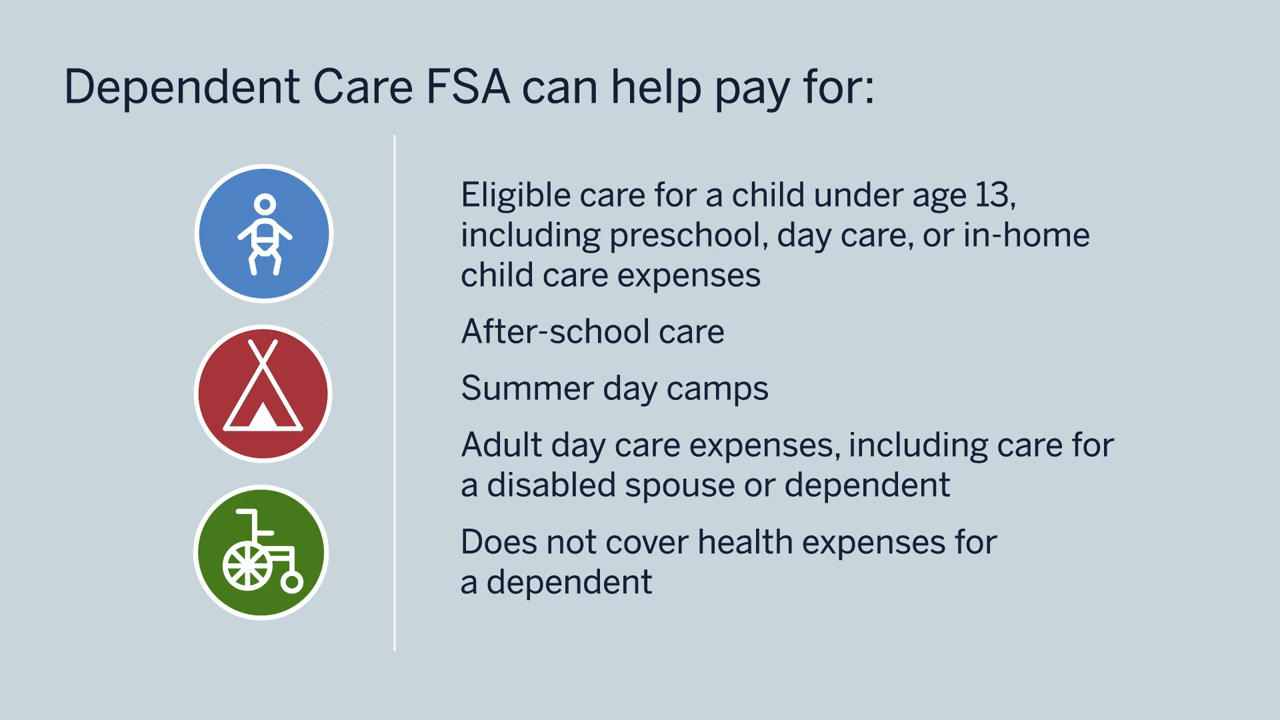 Dependent Care FSA can help pay for:
Eligible care for a child under age 13,
including preschool, day care, or in-home
child care expenses
After-school care
Summer day camps
Adult day care expenses, including care for
a disabled spouse or dependent
Does not cover health expenses for
a dependent